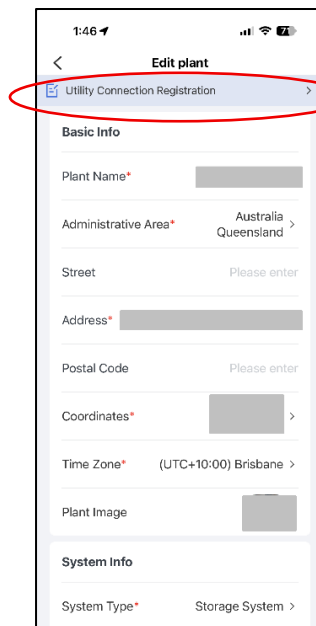 1:46
71
Edit plant
Utility Connection Registration
Basic Info
Plant Name*
Administrative Area*
Australia
Queensland
Street
Please enter
Address*
Postal Code
Please enter
Coordinates*
Time Zone*
(UTC+10:00) Brisbane
Plant Image
System Info
System Type*
Storage System